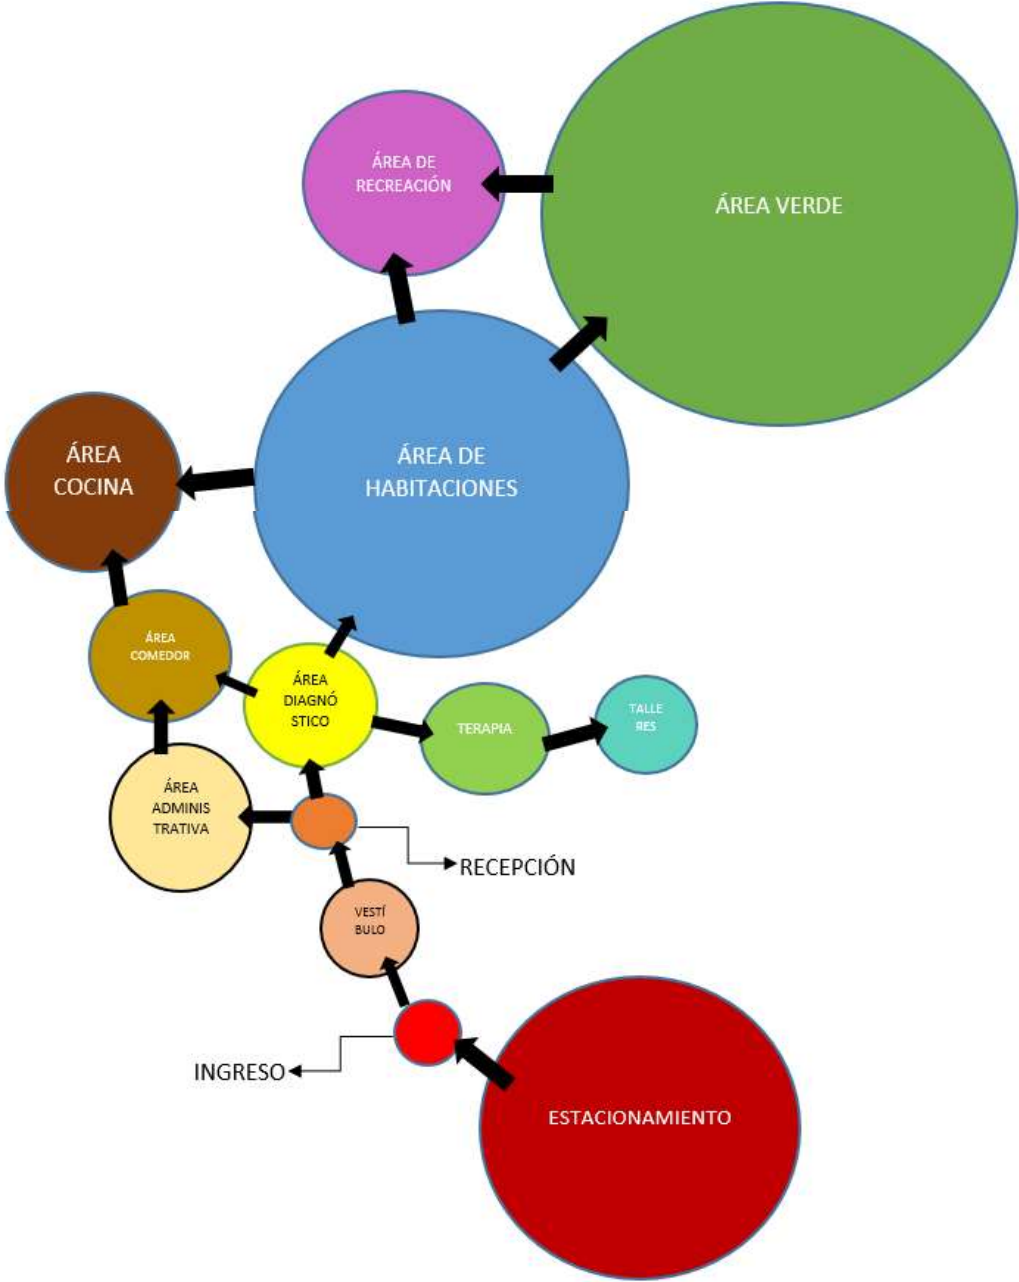 ÁREA DE
RECREACIÓN
ÁREA VERDE
ÁREA
COCINA
ÁREA DE
HABITACIONES
ÁREA
COMEDOR
ÁREA
DIAGNÓ
STICO
TERAPIA
TALLE
RES
ÁREA
ADMINIS
TRATIVA
RECEPCIÓN
VESTÍ
BULO
INGRESO
ESTACIONAMIENTO